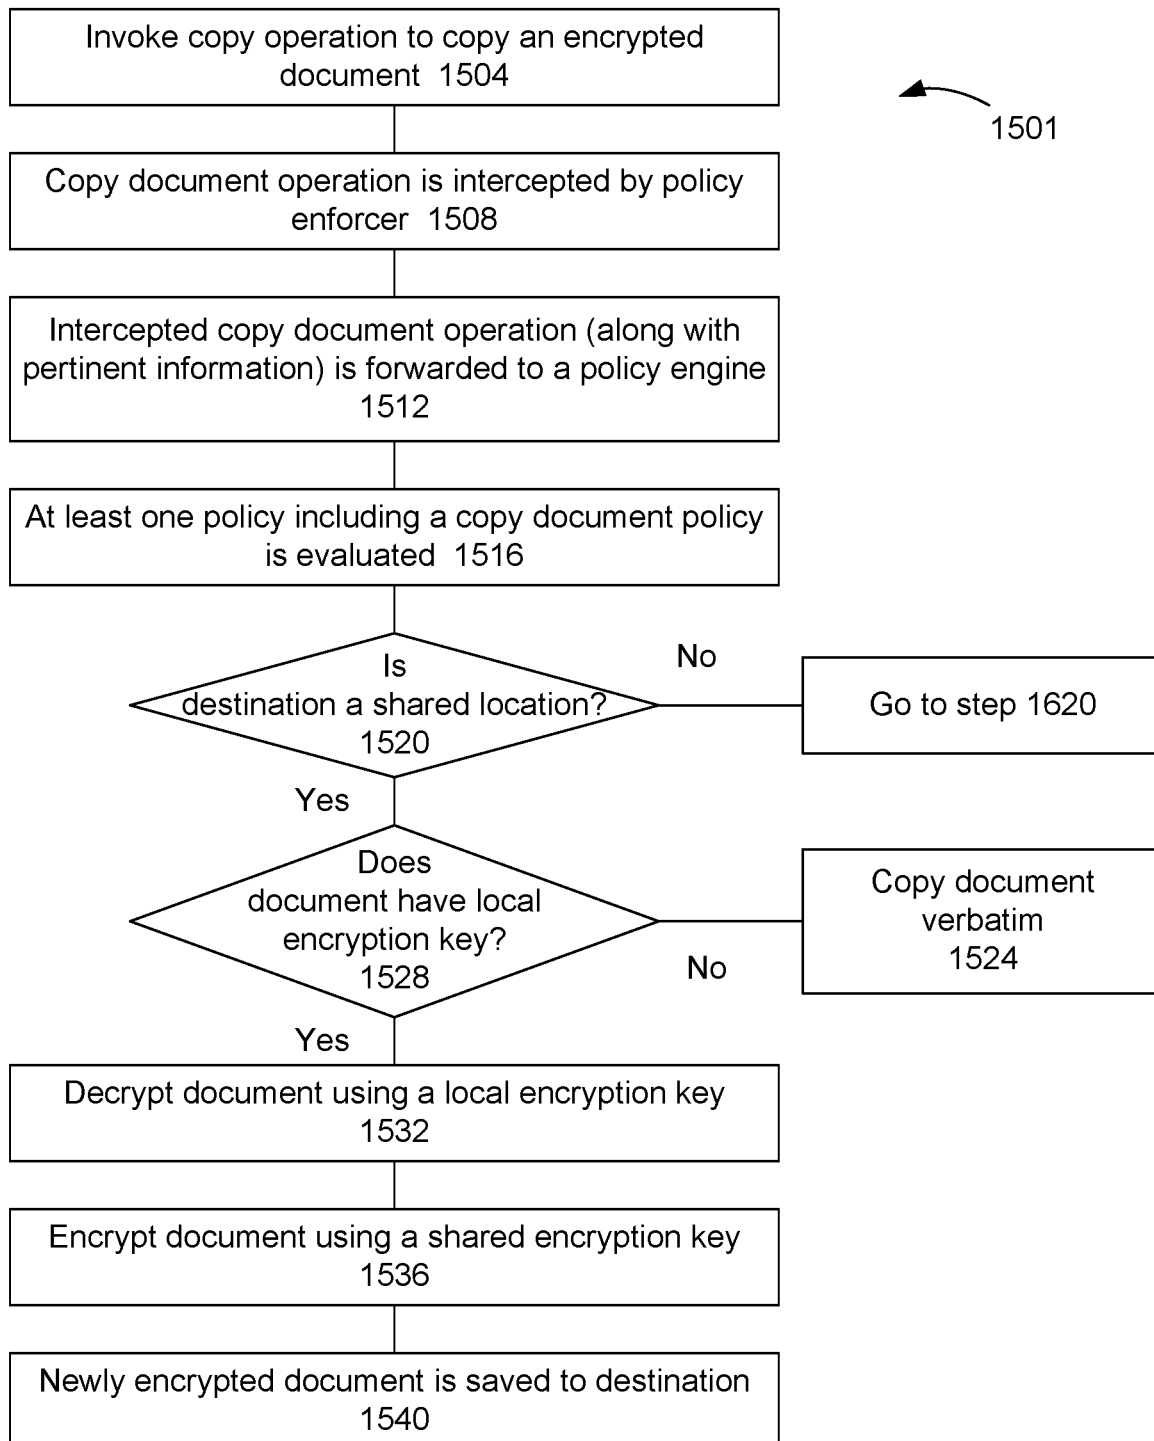 Invoke copy operation to copy an encrypted
document 1504
1501
Copy document operation is intercepted by policy
enforcer 1508
Intercepted copy document operation (along with
pertinent information) is forwarded to a policy engine
1512
At least one policy including a copy document policy
is evaluated 1516
Is
destination a shared location?
1520
No
Go to step 1620
Yes
Does
document have local
encryption key?
1528
No
Copy document
verbatim
1524
Yes
Decrypt document using a local encryption key
1532
Encrypt document using a shared encryption key
1536
Newly encrypted document is saved to destination
1540